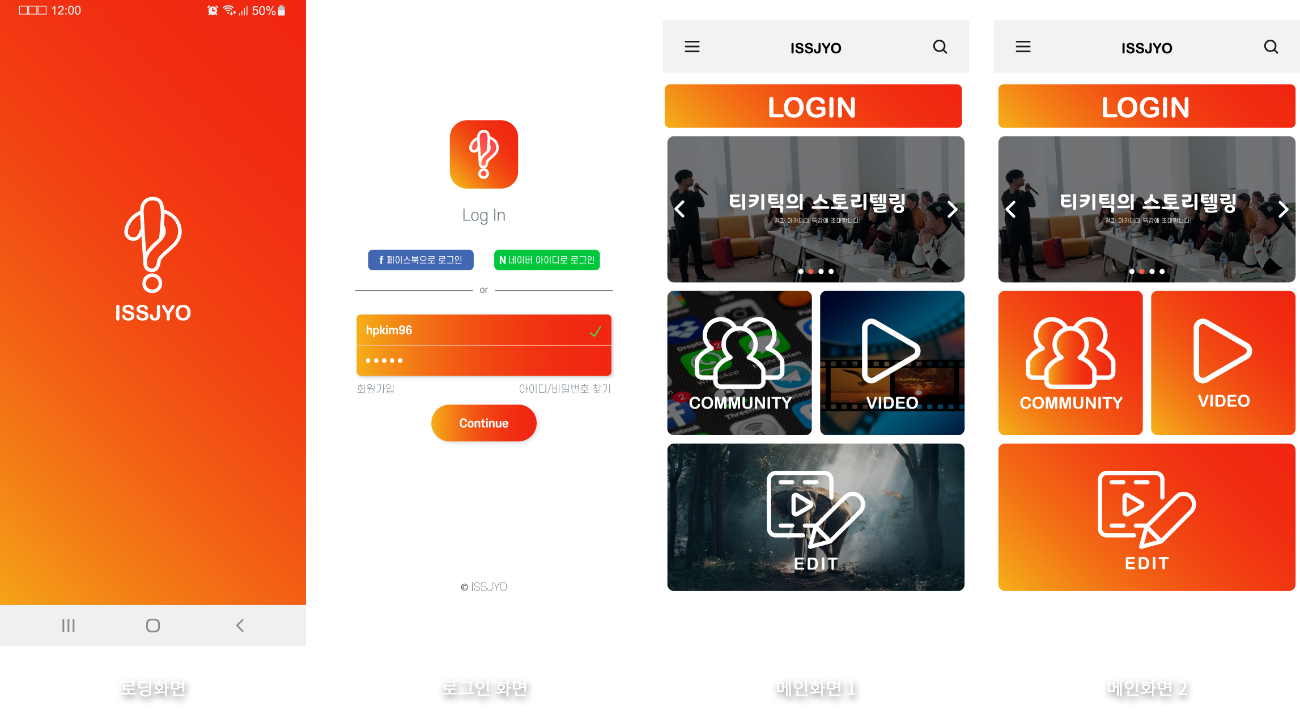 □□□ 12:00
50%
ISSJYO
로딩화면
Log In
f 페이스북으로 로그인
N 네이버 아이디로 로그인
or
hpkim96
회원가입
아이디/비밀번호 찾기
Continue
© ISSJYO
로그인 화면
ISSJYO
LOGIN
티키틱의 스토리텔링
COMMUNITY
VIDEO
EDIT
메인화면 1
ISSJYO
LOGIN
티키틱의 스토리텔링
COMMUNITY
VIDEO
EDIT
메인화면 2